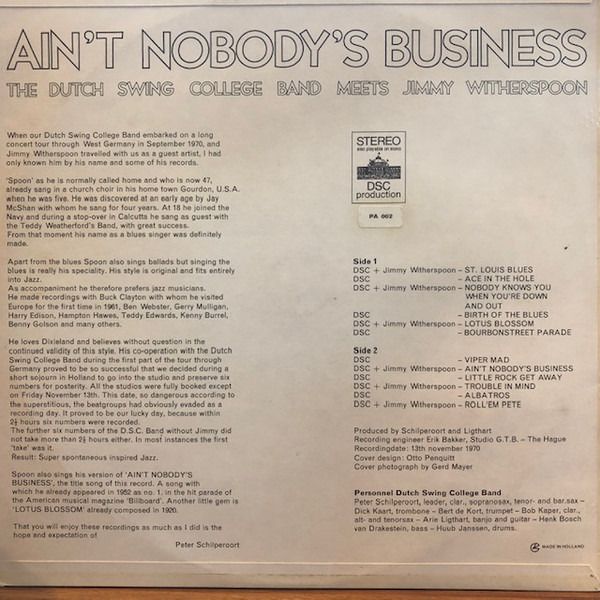 AIN'T NOBODY'S BUSINESS
THE DUTCH SWING COLLEGE BAND MEETS JIMMY WITHERSPOON
When our Dutch Swing College Band embarked on a long
concert tour through West Germany in September 1970, and
Jimmy Witherspoon travelled with us as a guest artist, I had
only known him by his name and some of his records.
'Spoon' as he is normally called home and who is now 47,
already sang in a church choir in his home town Gourdon, U.S.A.
when he was five. He was discovered at an early age by Jay
McShan with whom he sang for four years. At 18 he joined the
Navy and during a stop-over in Calcutta he sang as guest with
the Teddy Weatherford's Band, with great success.
From that moment his name as a blues singer was definitely
made.
Apart from the blues Spoon also sings ballads but singing the
blues is really his speciality. His style is original and fits entirely
into Jazz.
As accompaniment he therefore prefers jazz musicians.
He made recordings with Buck Clayton with whom he visited
Europe for the first time in 1961, Ben Webster, Gerry Mulligan,
Harry Edison, Hampton Hawes, Teddy Edwards, Kenny Burrel,
Benny Golson and many others.
He loves Dixieland and believes without question in the
continued validity of this style. His co-operation with the Dutch
Swing College Band during the first part of the tour through
Germany proved to be so successful that we decided during a
short sojourn in Holland to go into the studio and preserve six
numbers for posterity. All the studios were fully booked except
on Friday November 13th. This date, so dangerous according to
the superstitious, the beatgroups had obviously evaded as a
recording day. It proved to be our lucky day, because within
2½ hours six numbers were recorded.
The further six numbers of the D.S.C. Band without Jimmy did
not take more than 2½ hours either. In most instances the first
'take' was it.
Result: Super spontaneous inspired Jazz.
Spoon also sings his version of 'AIN'T NOBODY'S
BUSINESS', the title song of this record. A song with
which he already appeared in 1952 as no. 1. in the hit parade of
the American musical magazine 'Billboard'. Another little gem is
'LOTUS BLOSSOM' already composed in 1920.
That you will enjoy these recordings as much as I did is the
hope and expectation of
Peter Schilperoort
STEREO
also playable on mono
DSC
production
PA 002
Side 1
DSC + Jimmy Witherspoon – ST. LOUIS BLUES
DSC – ACE IN THE HOLE
DSC + Jimmy Witherspoon – NOBODY KNOWS YOU
WHEN YOU'RE DOWN
AND OUT
DSC – BIRTH OF THE BLUES
DSC + Jimmy Witherspoon – LOTUS BLOSSOM
DSC – BOURBONSTREET PARADE
Side 2
DSC – VIPER MAD
DSC + Jimmy Witherspoon – AIN'T NOBODY'S BUSINESS
DSC – LITTLE ROCK GET AWAY
DSC + Jimmy Witherspoon – TROUBLE IN MIND
DSC – ALBATROS
DSC + Jimmy Witherspoon – ROLL'EM PETE
Produced by Schilperoort and Ligthart
Recording engineer Erik Bakker, Studio G.T.B. – The Hague
Recordingdate: 13th november 1970
Cover design: Otto Penquitt
Cover photograph by Gerd Mayer
Personnel Dutch Swing College Band
Peter Schilperoort, leader, clar., sopranosax, tenor- and bar.sax –
Dick Kaart, trombone – Bert de Kort, trumpet – Bob Kaper, clar.,
alt- and tenorsax – Arie Ligthart, banjo and guitar – Henk Bosch
van Drakestein, bass – Huub Janssen, drums.
MADE IN HOLLAND